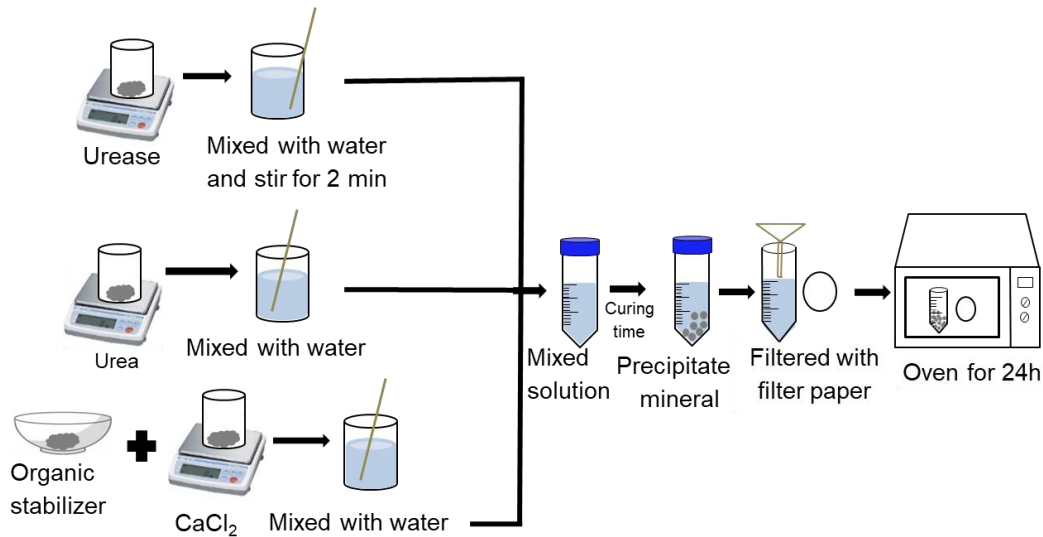 Urease
Mixed with water
and stir for 2 min
Urea
Mixed with water
Organic
stabilizer
CaCl₂
Mixed with water
Mixed
solution
Curing
time
Precipitate
mineral
Filtered with
filter paper
Oven for 24h